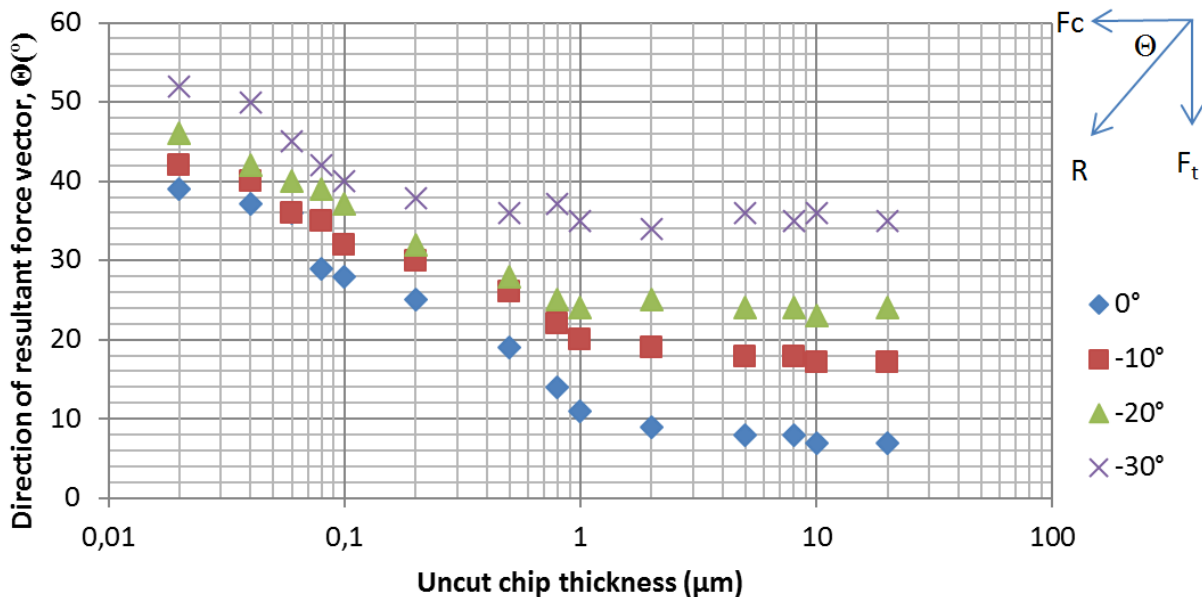 Direction of resultant force vector, Θ(º)
60
50
40
30
20
10
0
0,01
0,1
1
10
100
Uncut chip thickness (µm)
Fc
Θ
R
Ft
0°
-10°
-20°
-30°